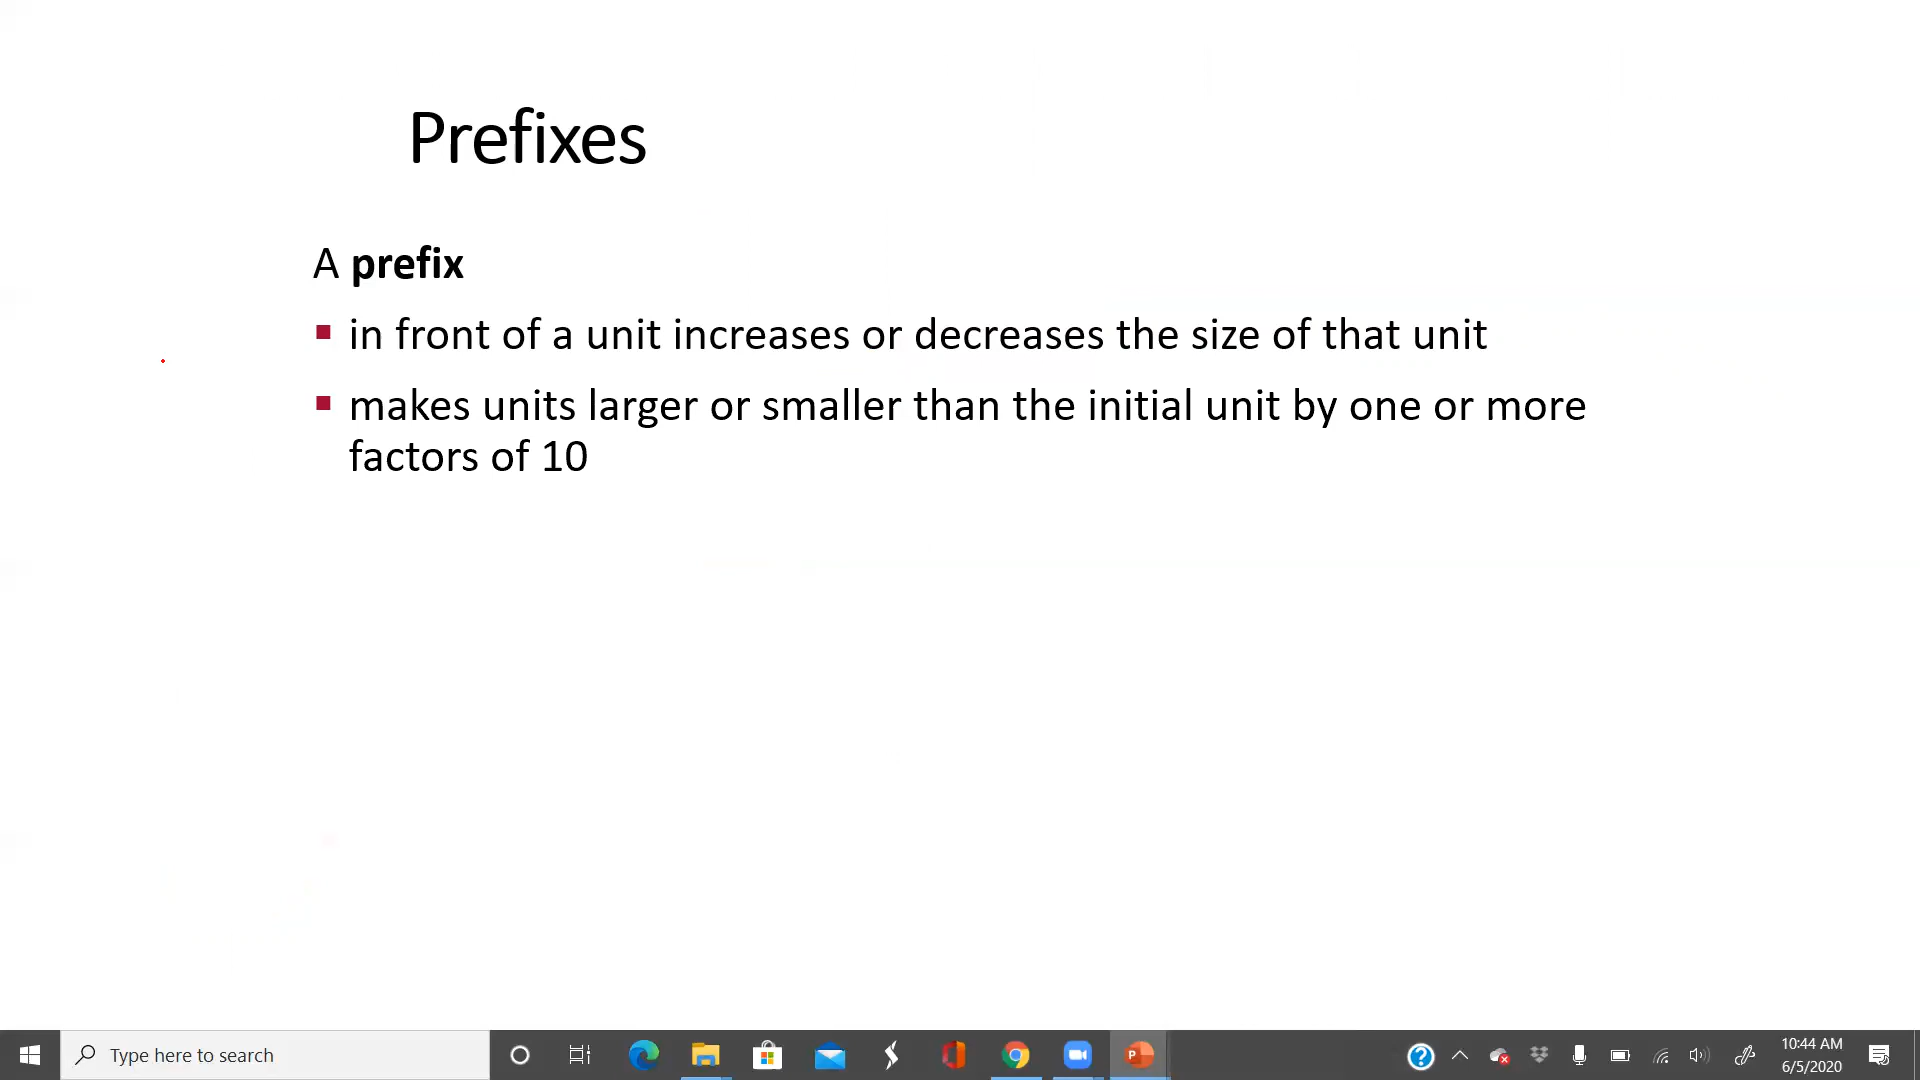 Prefixes
A prefix
▪ in front of a unit increases or decreases the size of that unit
▪ makes units larger or smaller than the initial unit by one or more
factors of 10
Type here to search
10:44 AM
6/5/2020